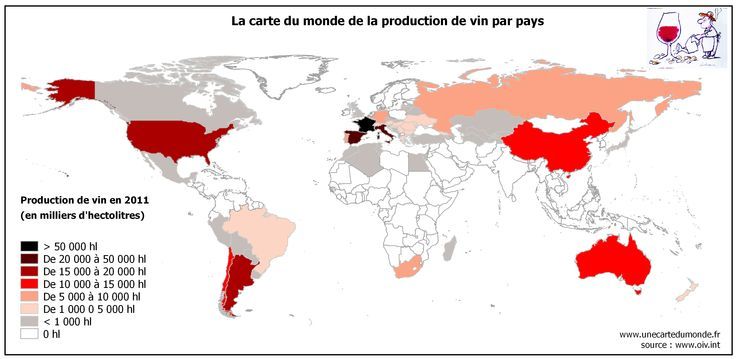 La carte du monde de la production de vin par pays
Production de vin en 2011
(en milliers d'hectolitres)
> 50 000 hl
De 20 000 à 50 000 hl
De 15 000 à 20 000 hl
De 10 000 à 15 000 hl
De 5 000 à 10 000 hl
De 1 000 0 5 000 hl
< 1 000 hl
0 hl
www.unecartedumonde.fr
source : www.oiv.int